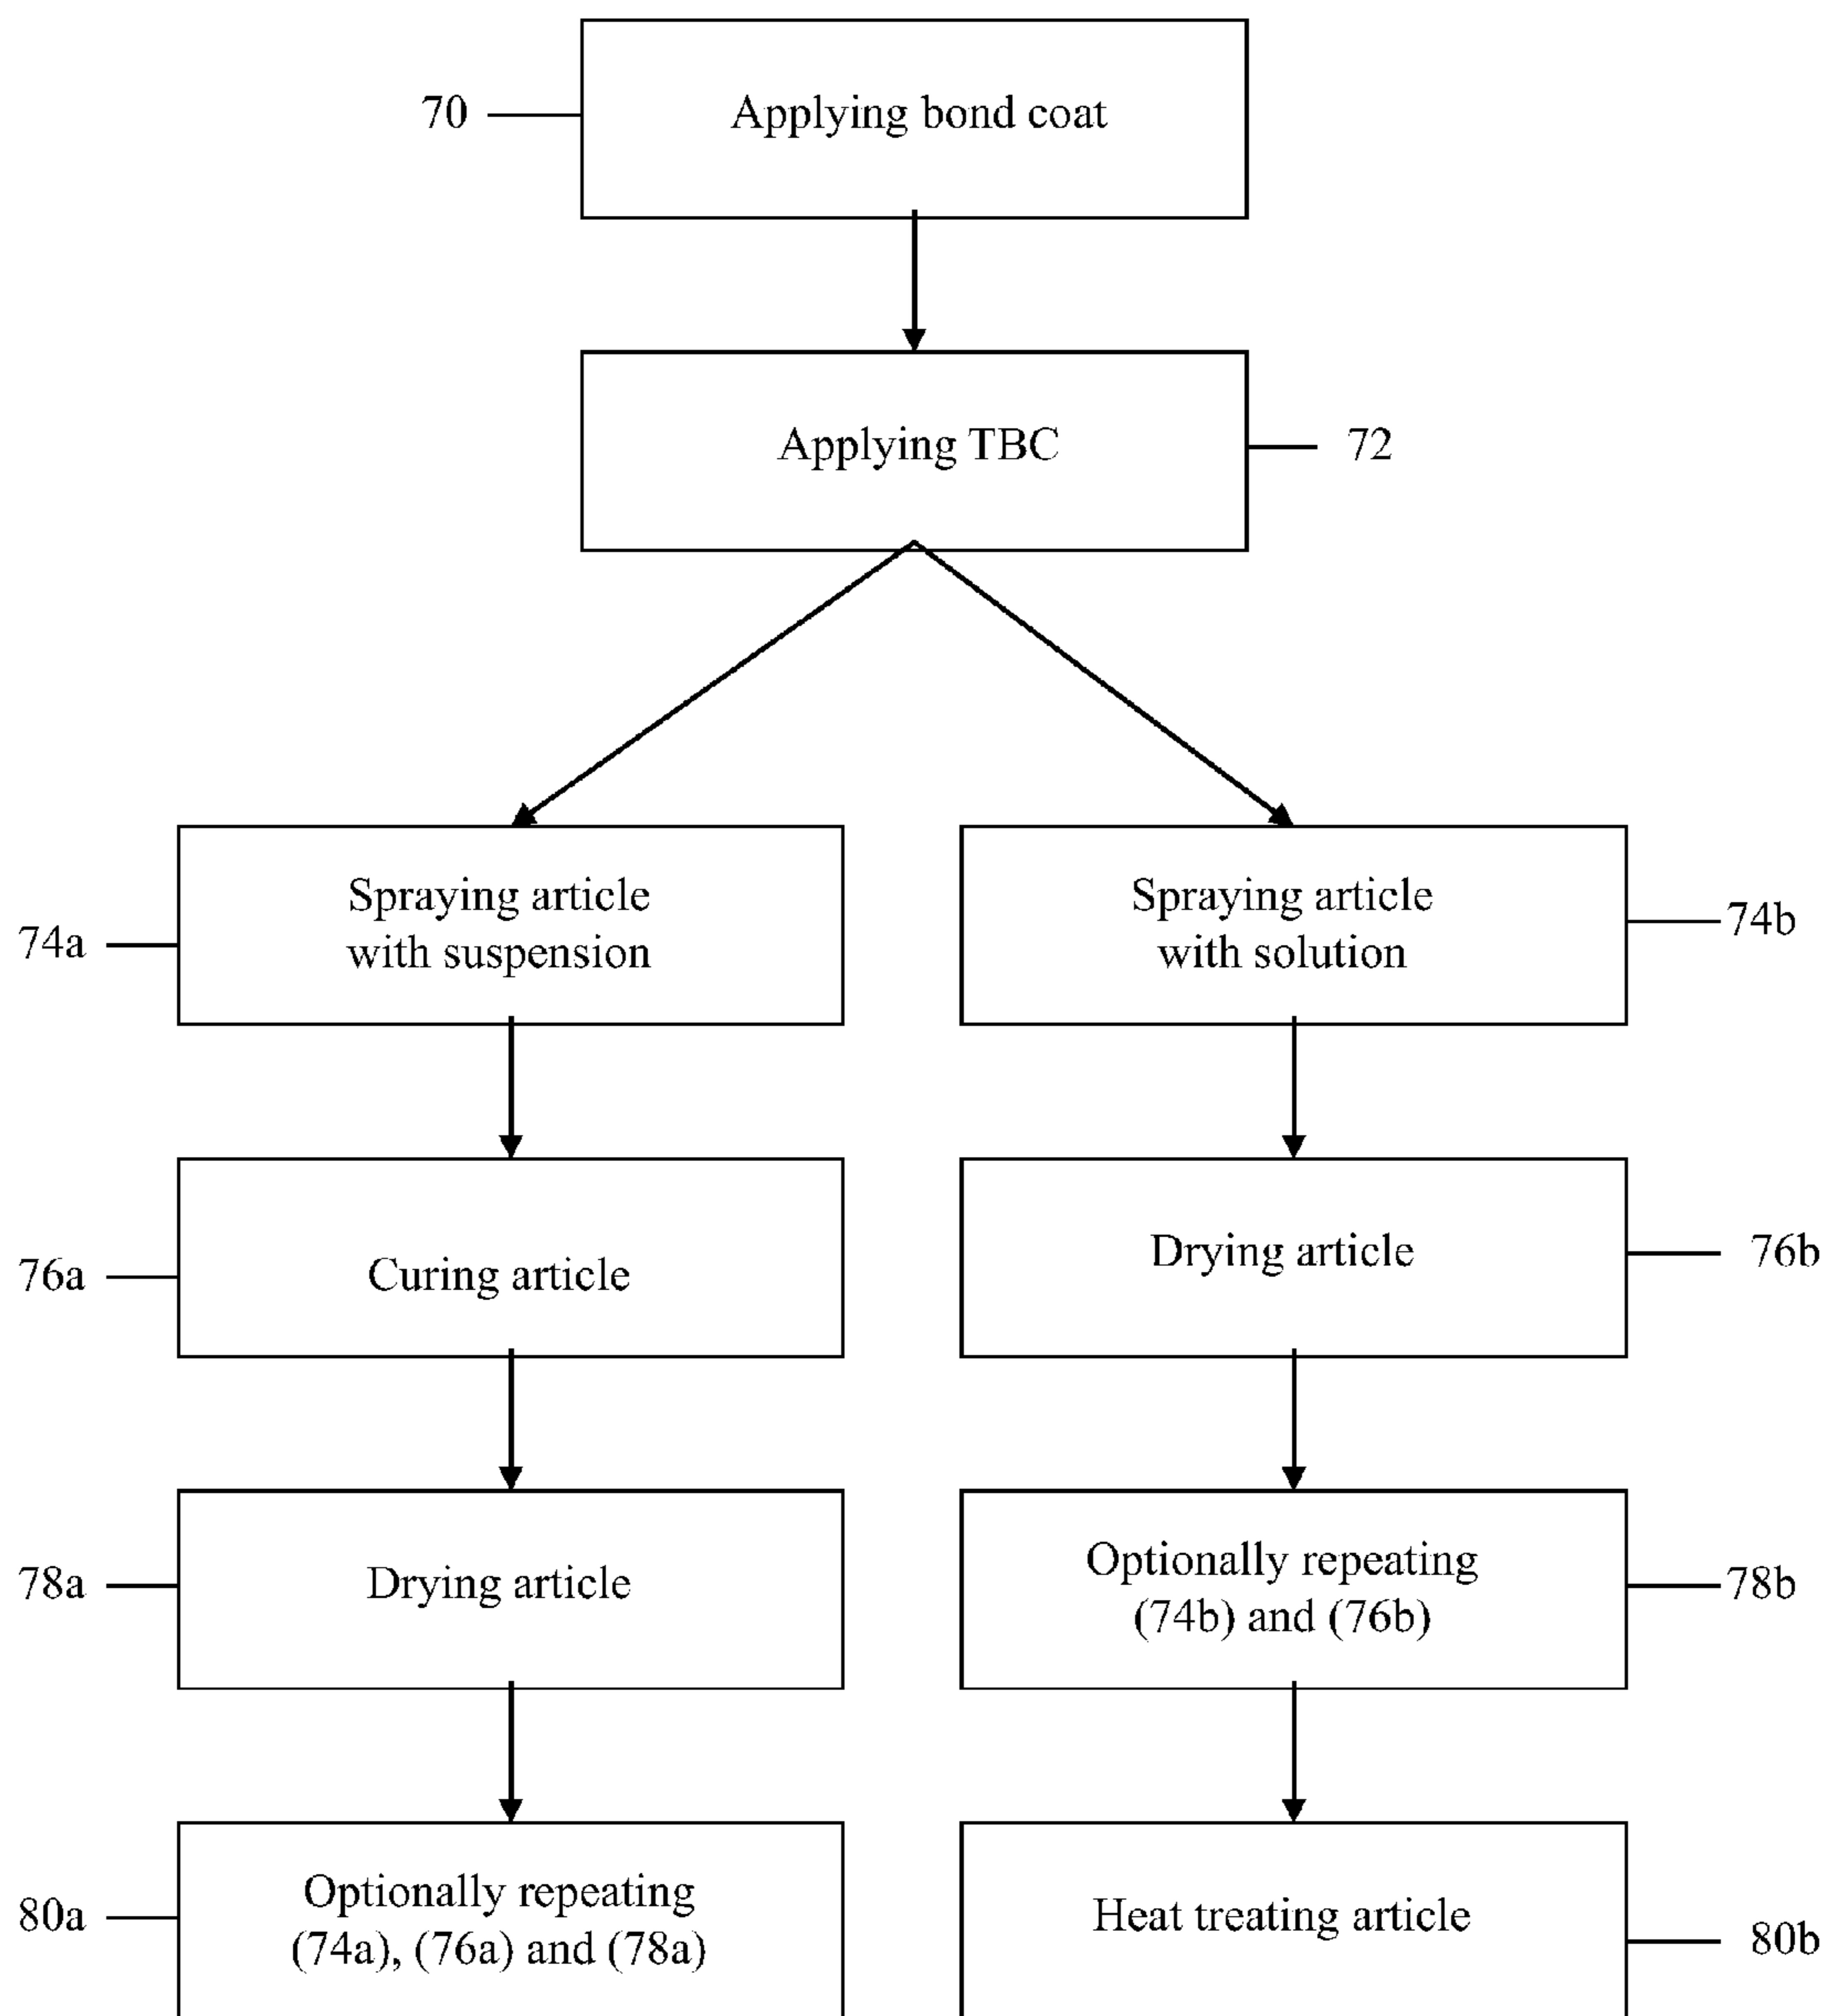 70
Applying bond coat
Applying TBC
72
74a
Spraying article
with suspension
Spraying article
with solution
74b
76a
Curing article
Drying article
76b
78a
Drying article
Optionally repeating
(74b) and (76b)
78b
80a
Optionally repeating
(74a), (76a) and (78a)
Heat treating article
80b